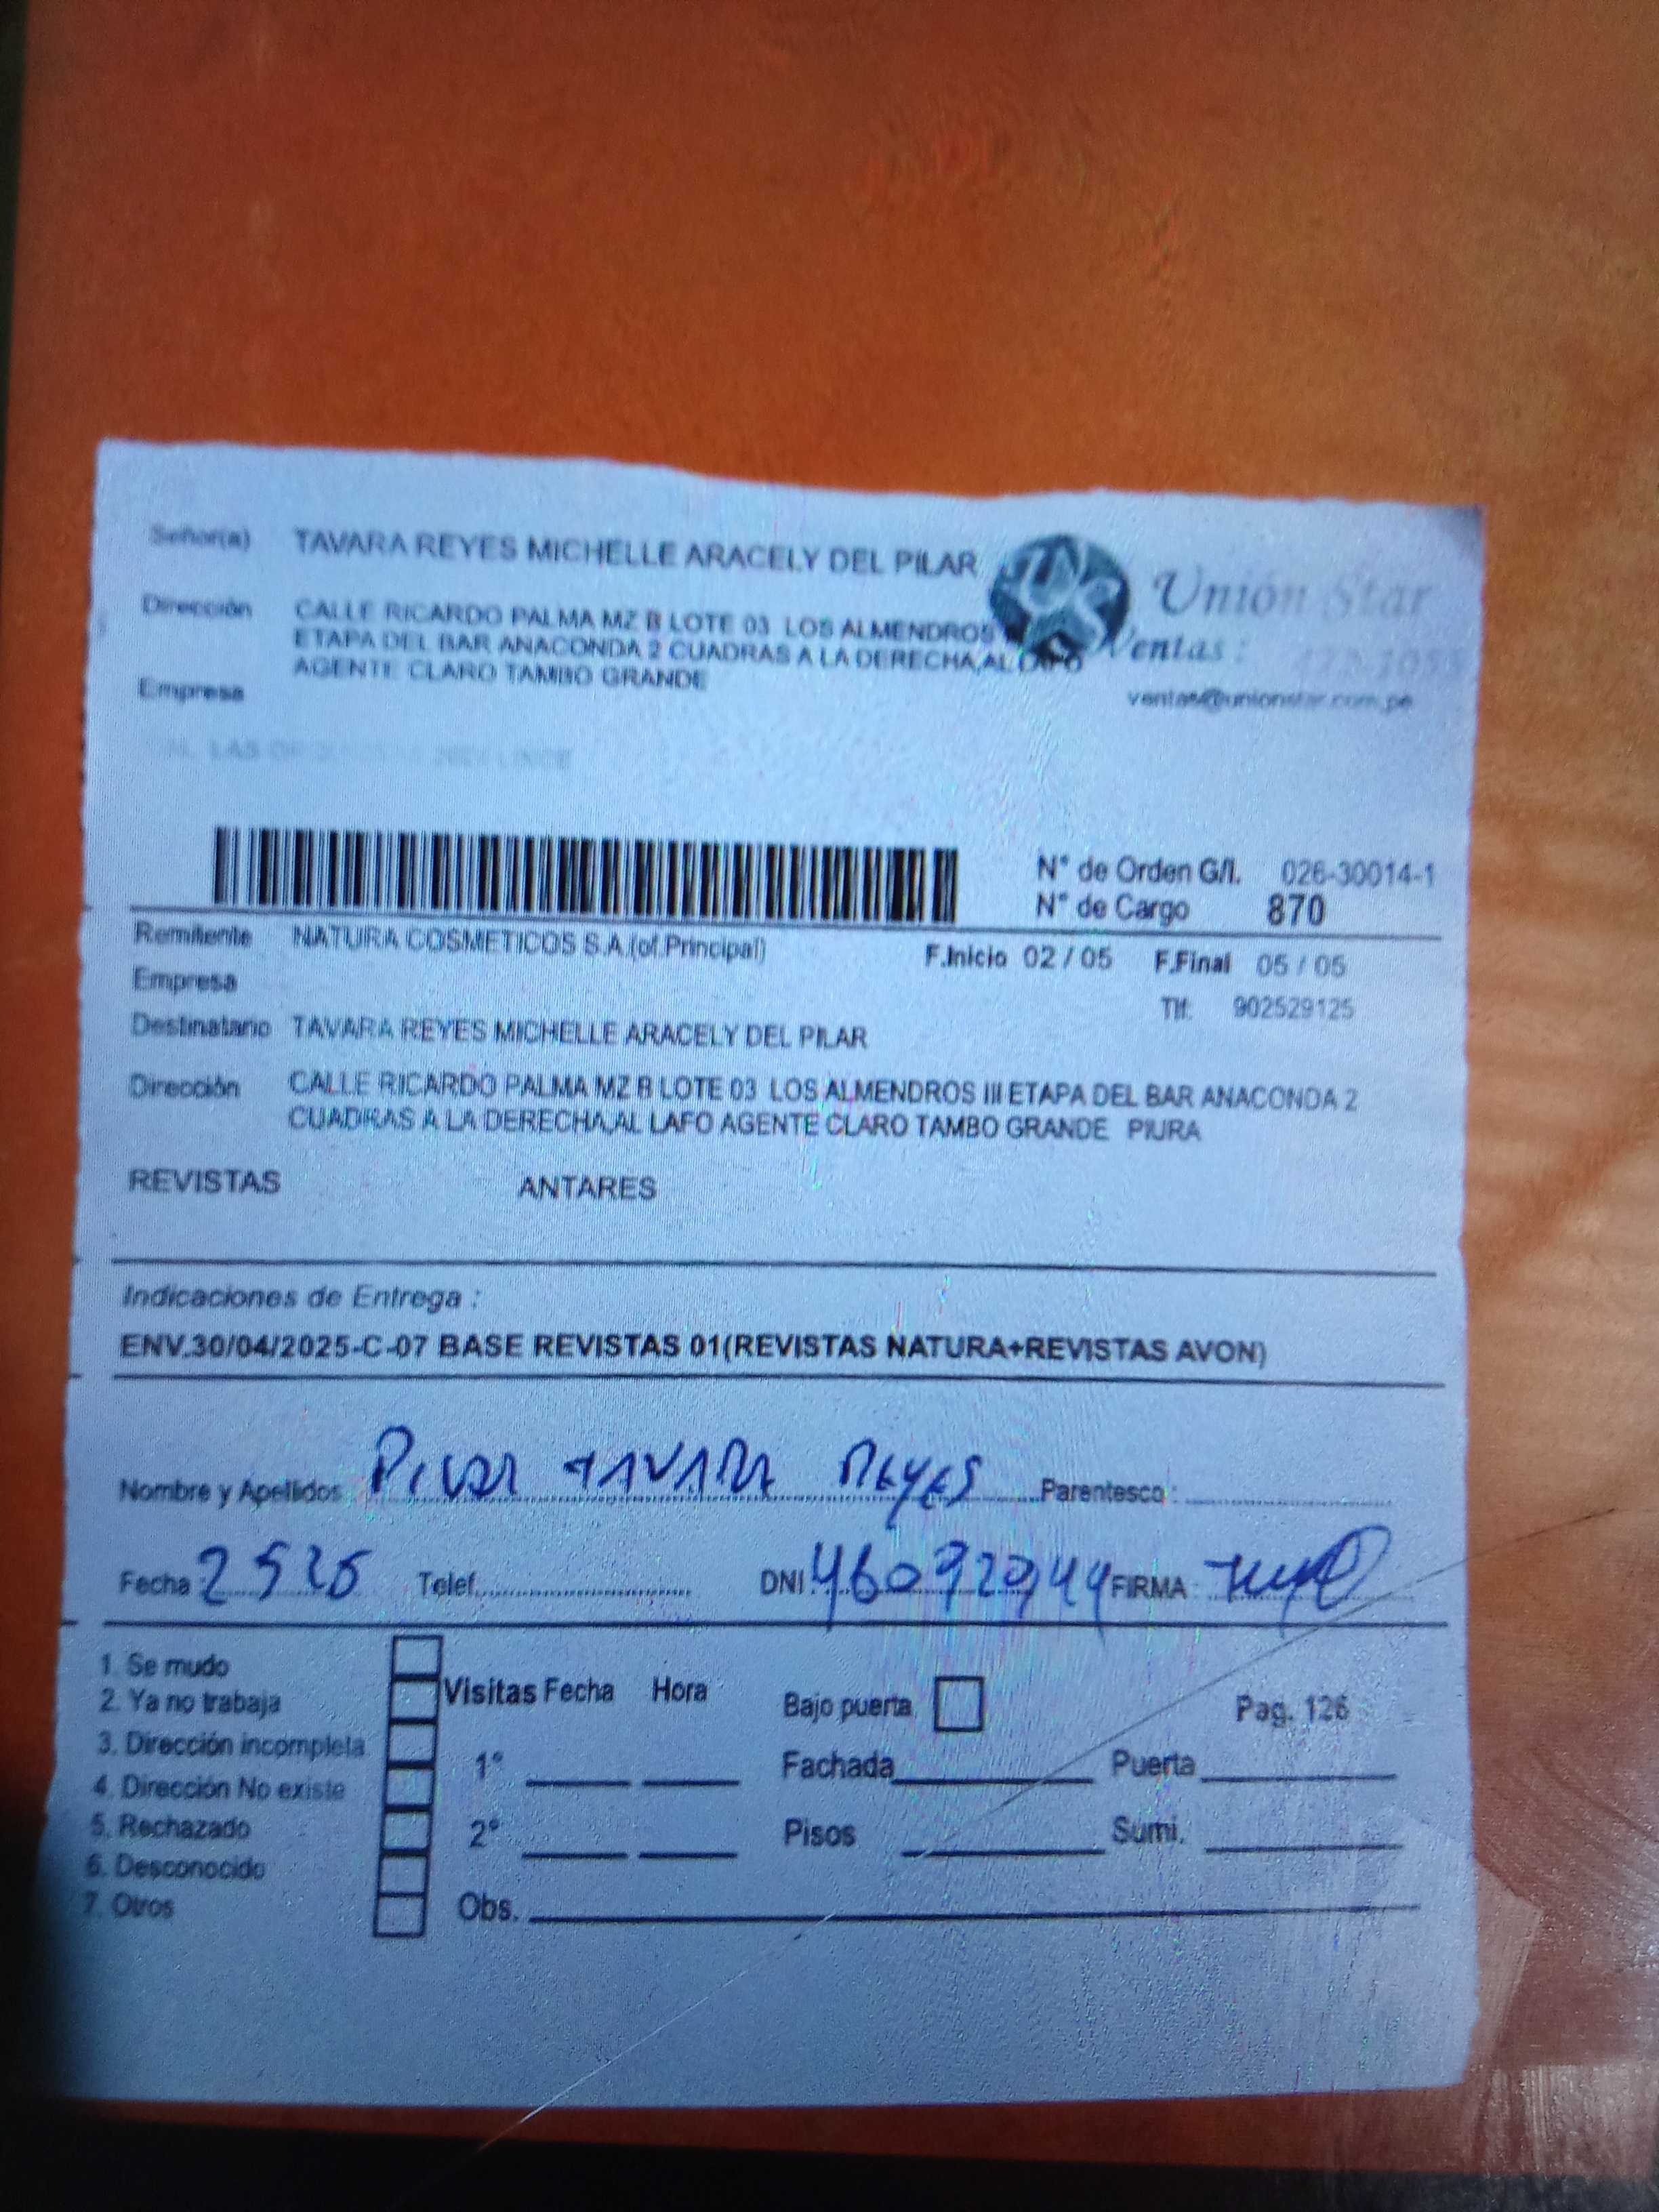 Señor(a) TAVARA REYES MICHELLE ARACELY DEL PILAR
Unión Star
Dirección CALLE RICARDO PALMA MZ B LOTE 03 LOS ALMENDROS
ETAPA DEL BAR ANACONDA 2 CUADRAS A LA DERECHA,AL LAFO
Ventas :
AGENTE CLARO TAMBO GRANDE
Empresa
ventas@unionstar.com.pe
N° de Orden G/I. 026-30014-1
N° de Cargo 870
Remitente NATURA COSMETICOS S.A.(of.Principal)
F.Inicio 02 / 05 F.Final 05 / 05
Empresa
Tlf: 902529125
Destinatario TAVARA REYES MICHELLE ARACELY DEL PILAR
Dirección CALLE RICARDO PALMA MZ B LOTE 03 LOS ALMENDROS III ETAPA DEL BAR ANACONDA 2
CUADRAS A LA DERECHA,AL LAFO AGENTE CLARO TAMBO GRANDE PIURA
REVISTAS ANTARES
Indicaciones de Entrega :
ENV.30/04/2025-C-07 BASE REVISTAS 01(REVISTAS NATURA+REVISTAS AVON)
Nombre y Apellidos Pilar TAVARA REYES Parentesco :
Fecha 2 5 25 Telef. DNI FIRMA :
1. Se mudo
2. Ya no trabaja
3. Dirección incompleta
4. Dirección No existe
5. Rechazado
6. Desconocido
7. Otros
Visitas Fecha Hora
1°
2°
Obs.
Bajo puerta
Pag. 126
Fachada Puerta
Pisos Sumi.